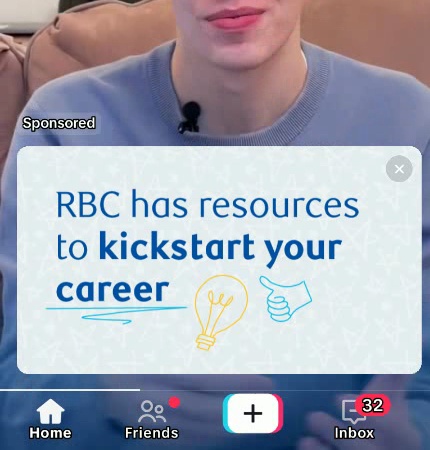 Sponsored
RBC has resources
to kickstart your
career
Home
Friends
32
Inbox